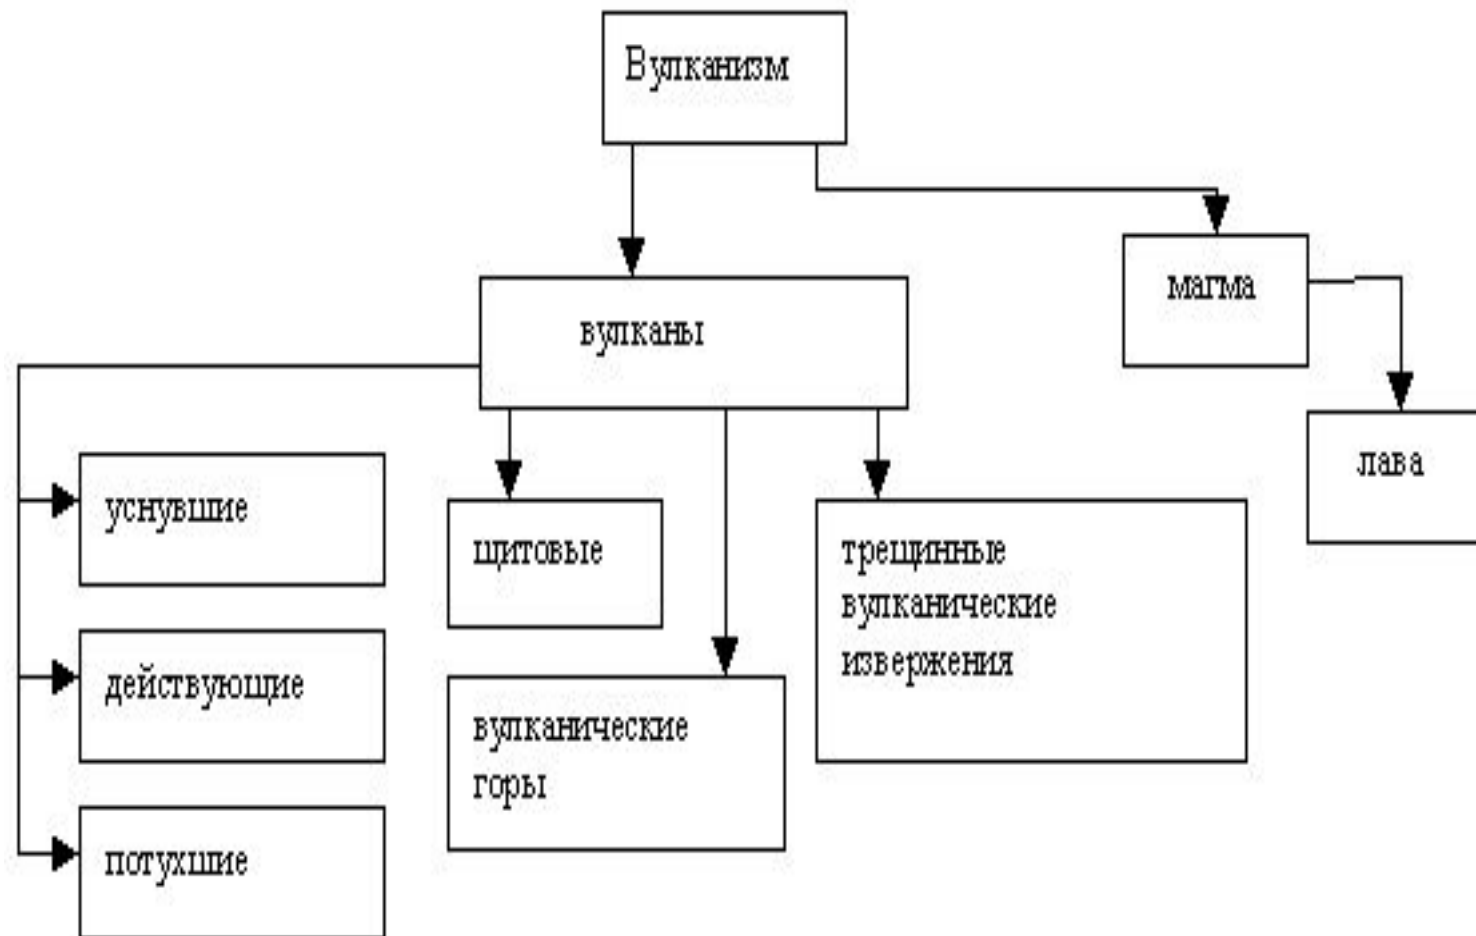 Вулканизм
магма
вулканы
лава
уснувшие
щитовые
трещинные
вулканические
извержения
действующие
вулканические
горы
потухшие